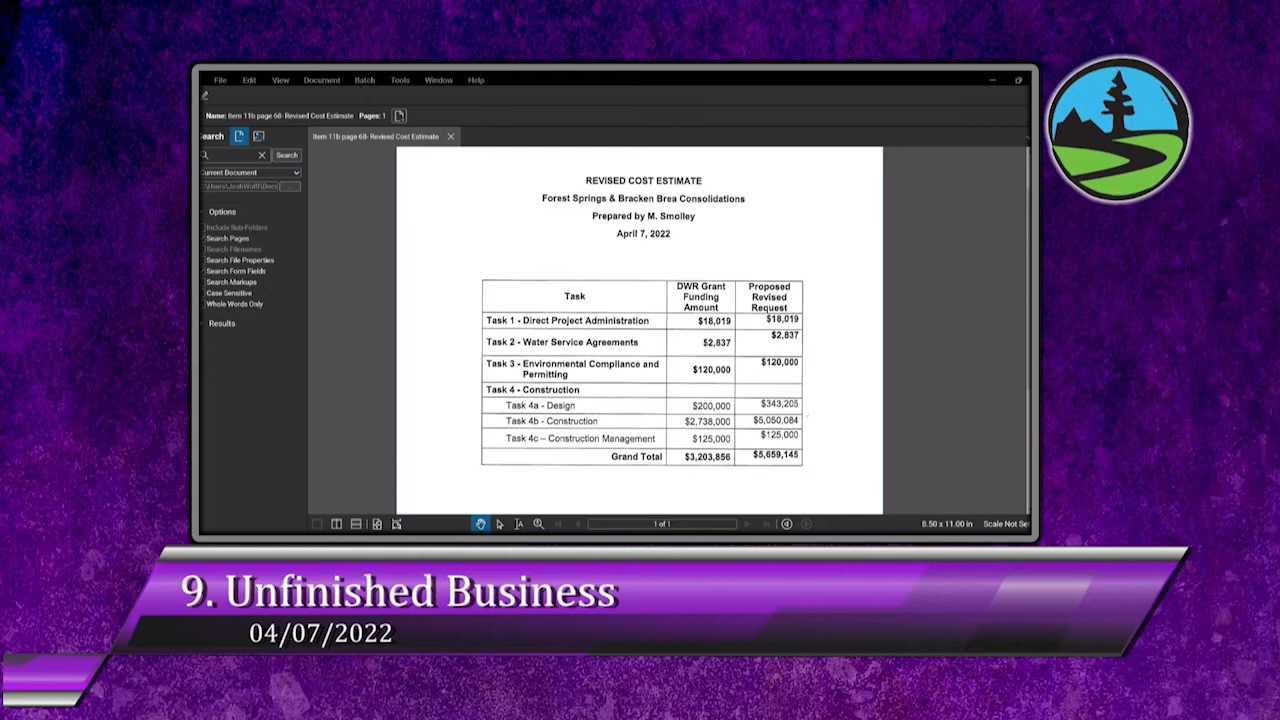 File Edit View Document Batch Tools Window Help
Name: Item 11b page 68- Revised Cost Estimate Pages: 1
earch
Item 11b page 68- Revised Cost Estimate
Search
Current Document
:\Users\JoshWolff\Docs
...
Options
Include Sub-Folders
Search Pages
Search Filenames
Search File Properties
Search Form Fields
Search Markups
Case Sensitive
Whole Words Only
Results
REVISED COST ESTIMATE
Forest Springs & Bracken Brea Consolidations
Prepared by M. Smolley
April 7, 2022
Task
DWR Grant
Funding
Amount
Proposed
Revised
Request
Task 1 - Direct Project Administration $18,019 $18,019
Task 2 - Water Service Agreements $2,837 $2,837
Task 3 - Environmental Compliance and
Permitting $120,000 $120,000
Task 4 - Construction
Task 4a - Design $200,000 $343,205
Task 4b - Construction $2,738,000 $5,050,084
Task 4c – Construction Management $125,000 $125,000
Grand Total $3,203,856 $5,659,145
1 of 1
8.50 x 11.00 in Scale Not Se
9. Unfinished Business
04/07/2022